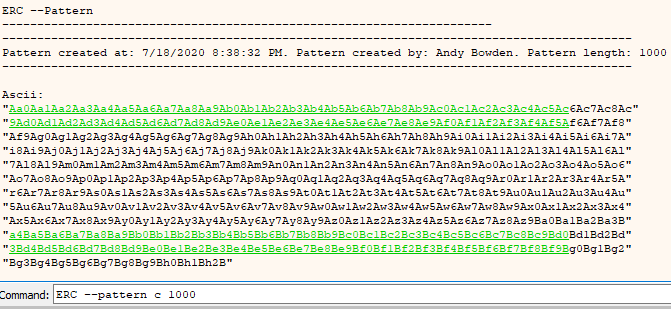 ERC --Pattern
----------------------------------------------------------------------
------------------------------------------------------------------------------------------
Pattern created at: 7/18/2020 8:38:32 PM. Pattern created by: Andy Bowden. Pattern length: 1000
------------------------------------------------------------------------------------------
Ascii:
"Aa0Aa1Aa2Aa3Aa4Aa5Aa6Aa7Aa8Aa9Ab0Ab1Ab2Ab3Ab4Ab5Ab6Ab7Ab8Ab9Ac0Ac1Ac2Ac3Ac4Ac5Ac6Ac7Ac8Ac"
"9Ad0Ad1Ad2Ad3Ad4Ad5Ad6Ad7Ad8Ad9Ae0Ae1Ae2Ae3Ae4Ae5Ae6Ae7Ae8Ae9Af0Af1Af2Af3Af4Af5Af6Af7Af8"
"Af9Ag0Ag1Ag2Ag3Ag4Ag5Ag6Ag7Ag8Ag9Ah0Ah1Ah2Ah3Ah4Ah5Ah6Ah7Ah8Ah9Ai0Ai1Ai2Ai3Ai4Ai5Ai6Ai7A"
"i8Ai9Aj0Aj1Aj2Aj3Aj4Aj5Aj6Aj7Aj8Aj9Ak0Ak1Ak2Ak3Ak4Ak5Ak6Ak7Ak8Ak9Al0Al1Al2Al3Al4Al5Al6Al"
"7Al8Al9Am0Am1Am2Am3Am4Am5Am6Am7Am8Am9An0An1An2An3An4An5An6An7An8An9Ao0Ao1Ao2Ao3Ao4Ao5Ao6"
"Ao7Ao8Ao9Ap0Ap1Ap2Ap3Ap4Ap5Ap6Ap7Ap8Ap9Aq0Aq1Aq2Aq3Aq4Aq5Aq6Aq7Aq8Aq9Ar0Ar1Ar2Ar3Ar4Ar5A"
"r6Ar7Ar8Ar9As0As1As2As3As4As5As6As7As8As9At0At1At2At3At4At5At6At7At8At9Au0Au1Au2Au3Au4Au"
"5Au6Au7Au8Au9Av0Av1Av2Av3Av4Av5Av6Av7Av8Av9Aw0Aw1Aw2Aw3Aw4Aw5Aw6Aw7Aw8Aw9Ax0Ax1Ax2Ax3Ax4"
"Ax5Ax6Ax7Ax8Ax9Ay0Ay1Ay2Ay3Ay4Ay5Ay6Ay7Ay8Ay9Az0Az1Az2Az3Az4Az5Az6Az7Az8Az9Ba0Ba1Ba2Ba3B"
"a4Ba5Ba6Ba7Ba8Ba9Bb0Bb1Bb2Bb3Bb4Bb5Bb6Bb7Bb8Bb9Bc0Bc1Bc2Bc3Bc4Bc5Bc6Bc7Bc8Bc9Bd0Bd1Bd2Bd"
"3Bd4Bd5Bd6Bd7Bd8Bd9Be0Be1Be2Be3Be4Be5Be6Be7Be8Be9Bf0Bf1Bf2Bf3Bf4Bf5Bf6Bf7Bf8Bf9Bg0Bg1Bg2"
"Bg3Bg4Bg5Bg6Bg7Bg8Bg9Bh0Bh1Bh2B"
Command: ERC --pattern c 1000